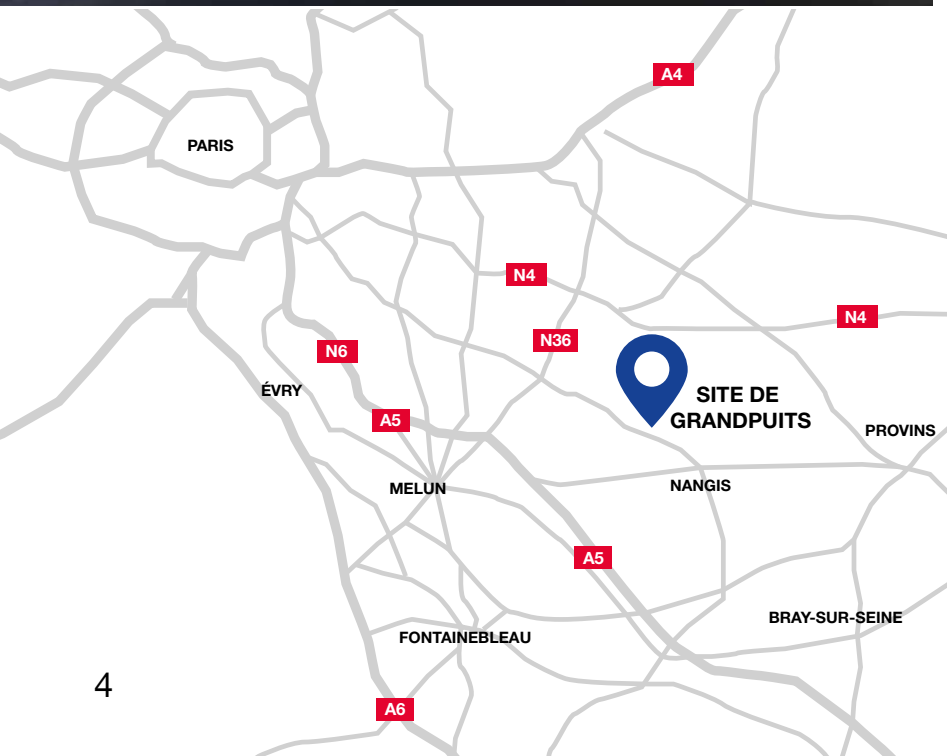 A4
PARIS
N4
N4
N36
N6
ÉVRY
SITE DE
GRANDPUITS
A5
PROVINS
MELUN
NANGIS
A5
BRAY-SUR-SEINE
FONTAINEBLEAU
4
A6